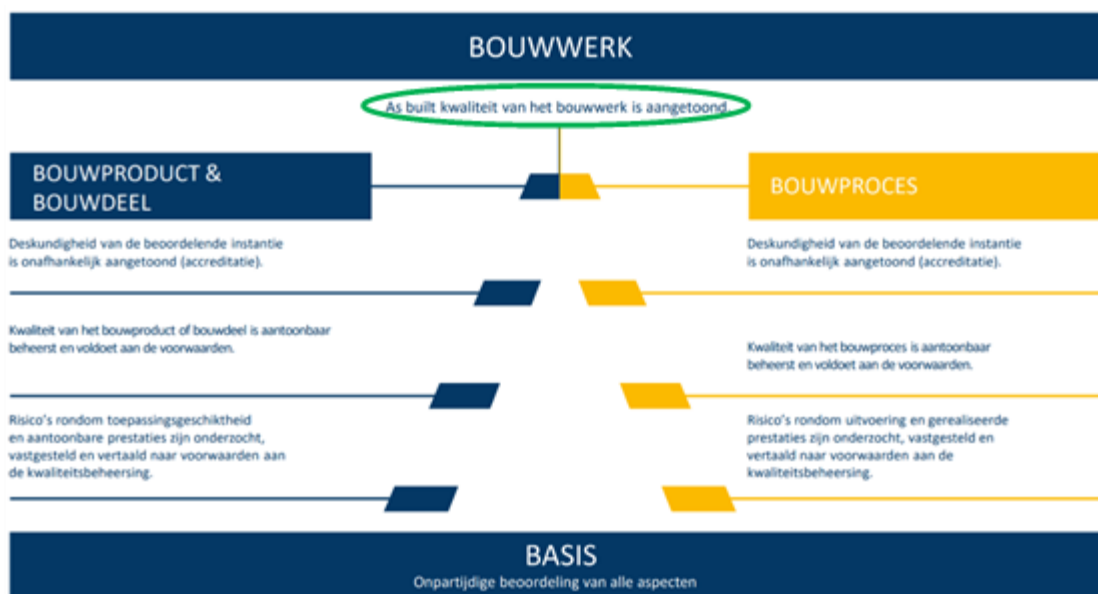 BOUWWERK
As built kwaliteit van het bouwwerk is aangetoond
BOUWPRODUCT &
BOUWDEEL
Deskundigheid van de beoordelende instantie
is onafhankelijk aangetoond (accreditatie).
Kwaliteit van het bouwproduct of bouwdeel is aantoonbaar
beheerst en voldoet aan de voorwaarden.
Risico's rondom toepassingsgeschiktheid
en aantoonbare prestaties zijn onderzocht,
vastgesteld en vertaald naar voorwaarden aan
de kwaliteitsbeheersing.
BOUWPROCES
Deskundigheid van de beoordelende instantie
is onafhankelijk aangetoond (accreditatie).
Kwaliteit van het bouwproces is aantoonbaar
beheerst en voldoet aan de voorwaarden.
Risico's rondom uitvoering en gerealiseerde
prestaties zijn onderzocht, vastgesteld en
vertaald naar voorwaarden aan de
kwaliteitsbeheersing.
BASIS
Onpartijdige beoordeling van alle aspecten